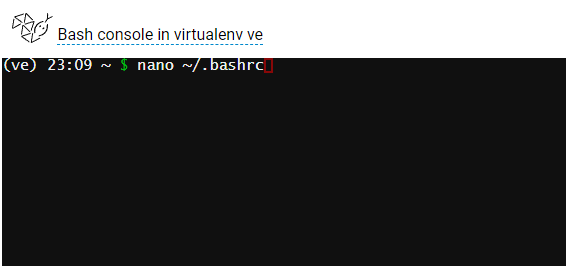 Bash console in virtualenv ve
(ve) 23:09 ~ $ nano ~/.bashrc